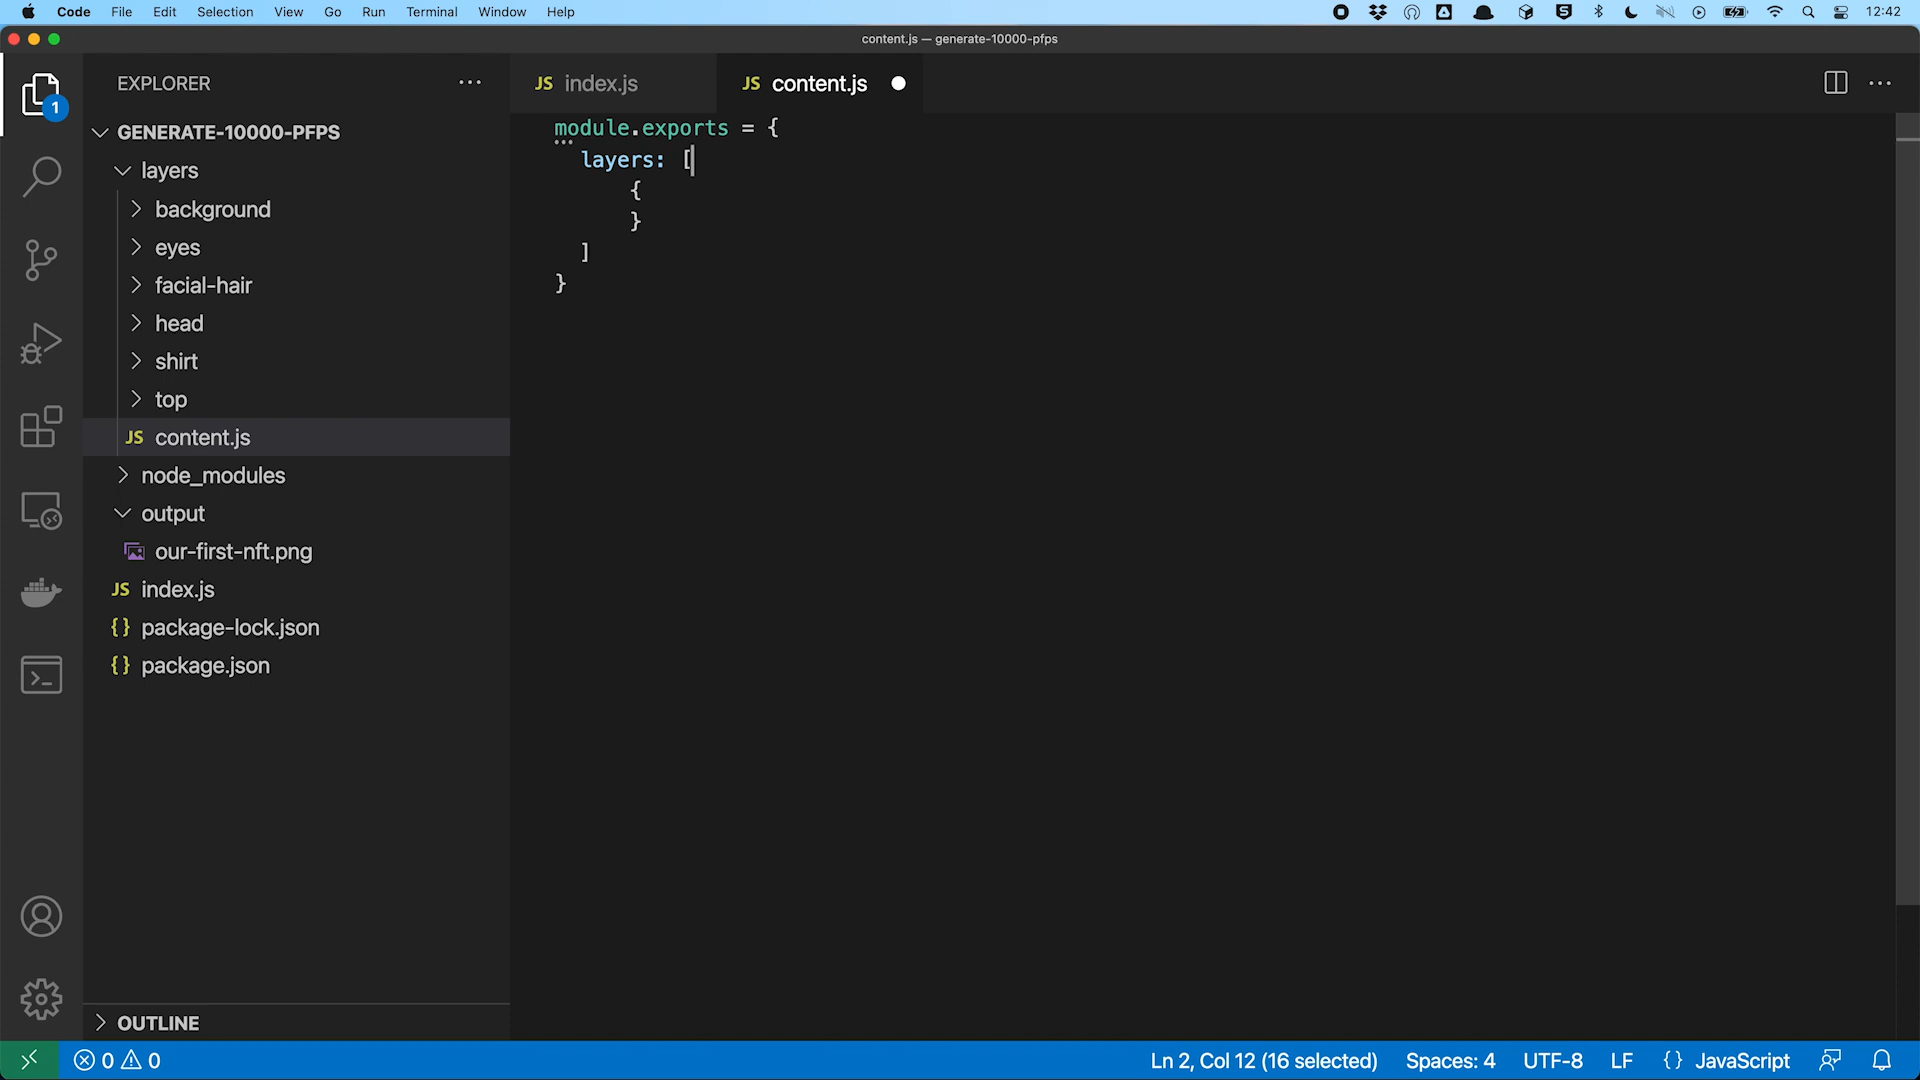 Code File Edit Selection View Go Run Terminal Window Help 12:42
content.js — generate-10000-pfps
EXPLORER
1
GENERATE-10000-PFPS
layers
background
eyes
facial-hair
head
shirt
top
JS content.js
node_modules
output
our-first-nft.png
JS index.js
{} package-lock.json
{} package.json
OUTLINE
JS index.js JS content.js
module.exports = {
layers: [
{
}
]
}
0 0 Ln 2, Col 12 (16 selected) Spaces: 4 UTF-8 LF {} JavaScript